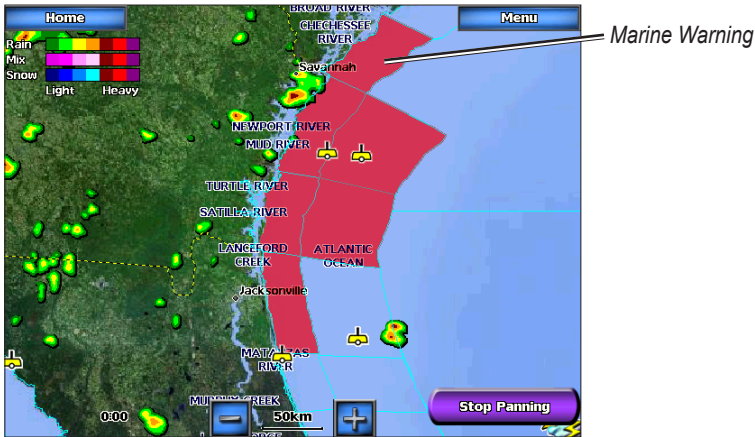 Home
Menu
BROAD RIVER
CHECHESSEE
RIVER
Marine Warning
Rain
Mix
Snow
Light Heavy
Savannah
NEWPORT RIVER
MUD RIVER
TURTLE RIVER
SATILLA RIVER
LANCEFORD
CREEK
ATLANTIC
OCEAN
Jacksonville
RIVER
CREEK
0:00
50km
Stop Panning